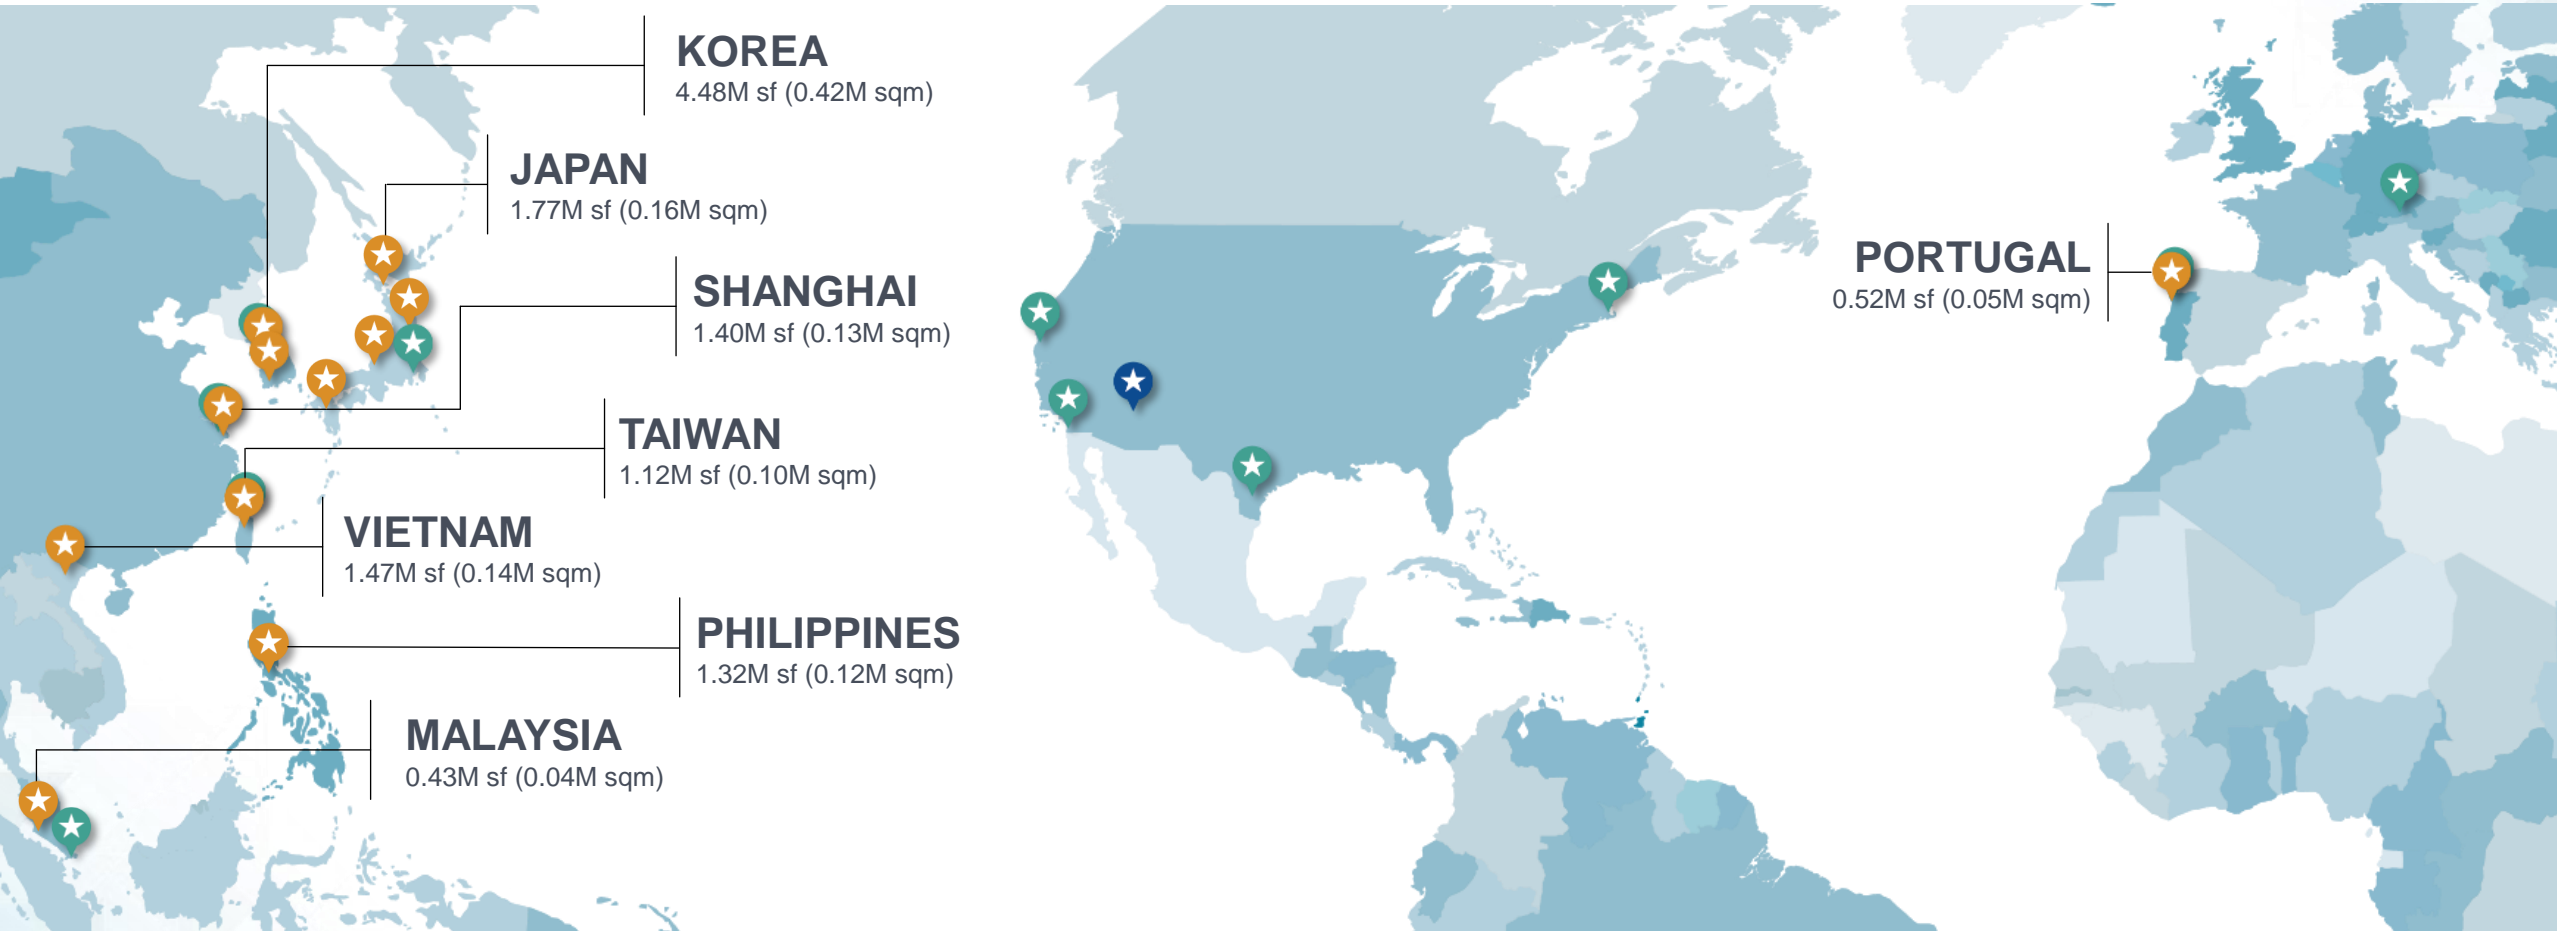 KOREA
4.48M sf (0.42M sqm)
JAPAN
1.77M sf (0.16M sqm)
SHANGHAI
1.40M sf (0.13M sqm)
TAIWAN
1.12M sf (0.10M sqm)
VIETNAM
1.47M sf (0.14M sqm)
PHILIPPINES
1.32M sf (0.12M sqm)
MALAYSIA
0.43M sf (0.04M sqm)
PORTUGAL
0.52M sf (0.05M sqm)